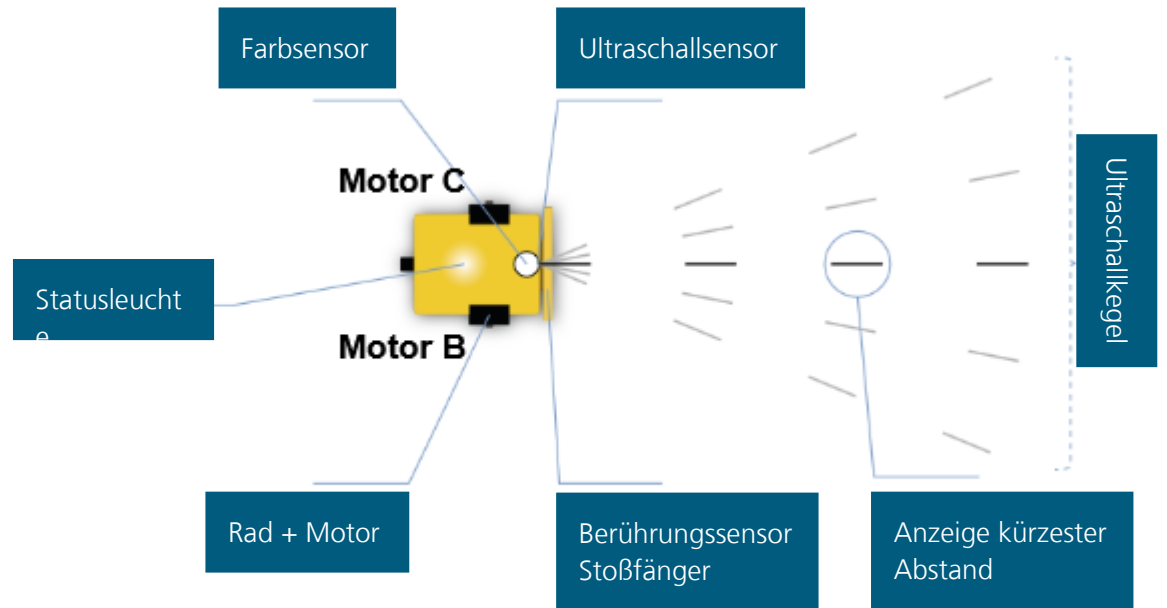 Farbsensor
Ultraschallsensor
Motor C
Ultraschallkegel
Statusleucht
e
Motor B
Rad + Motor
Berührungssensor
Stoßfänger
Anzeige kürzester
Abstand